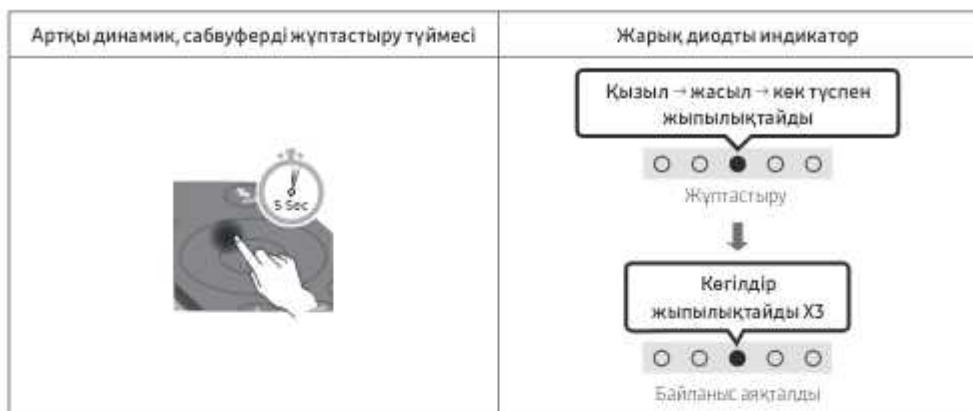 Артқы динамик, сабвуферді жұптастыру түймесі
Жарық диодты индикатор
5 Sec
Қызыл → жасыл → көк түспен
жыпылықтайды
Жұптастыру
Көгілдір
жыпылықтайды X3
Байланыс аяқталды